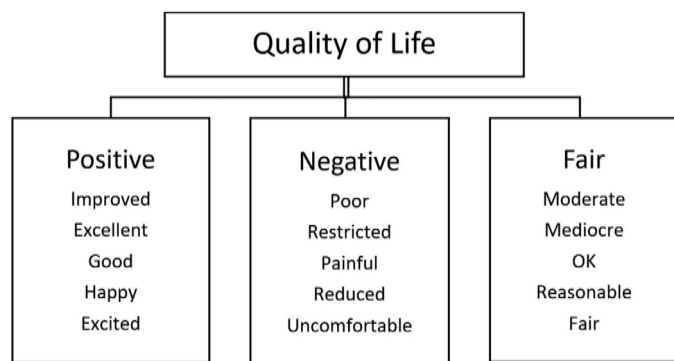 Quality of Life
Positive
Improved
Excellent
Good
Happy
Excited
Negative
Poor
Restricted
Painful
Reduced
Uncomfortable
Fair
Moderate
Mediocre
OK
Reasonable
Fair